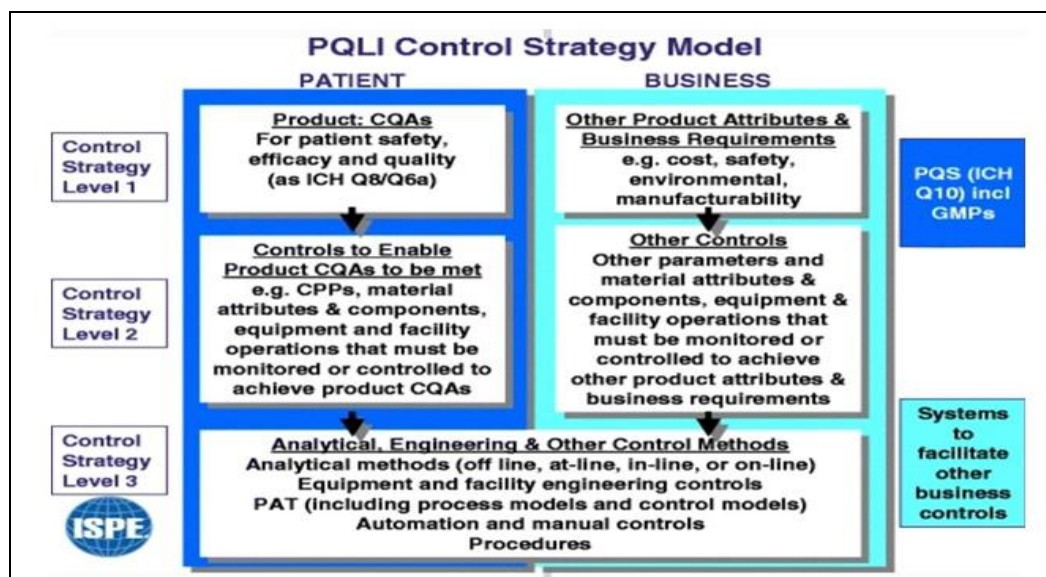 PQLI Control Strategy Model
PATIENT
BUSINESS
Control
Strategy
Level 1
Product: CQAs
For patient safety,
efficacy and quality
(as ICH Q8/Q6a)
Other Product Attributes &
Business Requirements
e.g. cost, safety,
environmental,
manufacturability
PQS (ICH
Q10) incl
GMPs
Control
Strategy
Level 2
Controls to Enable
Product CQAs to be met
e.g. CPPs, material
attributes & components,
equipment and facility
operations that must be
monitored or controlled to
achieve product CQAs
Other Controls
Other parameters and
material attributes &
components, equipment &
facility operations that
must be monitored or
controlled to achieve
other product attributes &
business requirements
Control
Strategy
Level 3
Analytical, Engineering & Other Control Methods
Analytical methods (off line, at-line, in-line, or on-line)
Equipment and facility engineering controls
PAT (including process models and control models)
Automation and manual controls
Procedures
Systems
to
facilitate
other
business
controls
ISPE